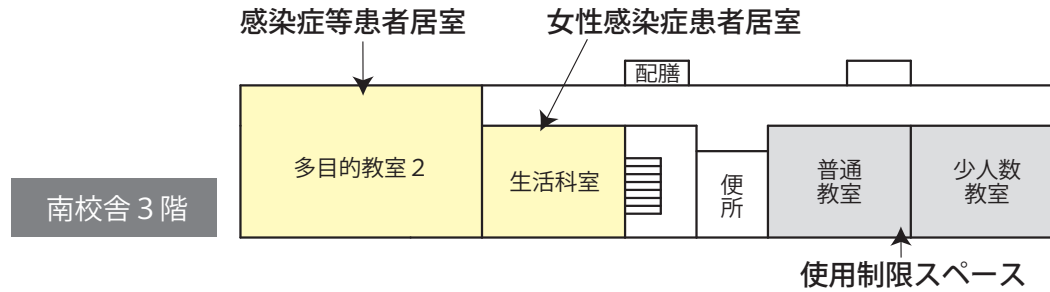 感染症等患者居室
女性感染症患者居室
配膳
多目的教室２
生活科室
便所
普通
教室
少人数
教室
南校舎３階
使用制限スペース